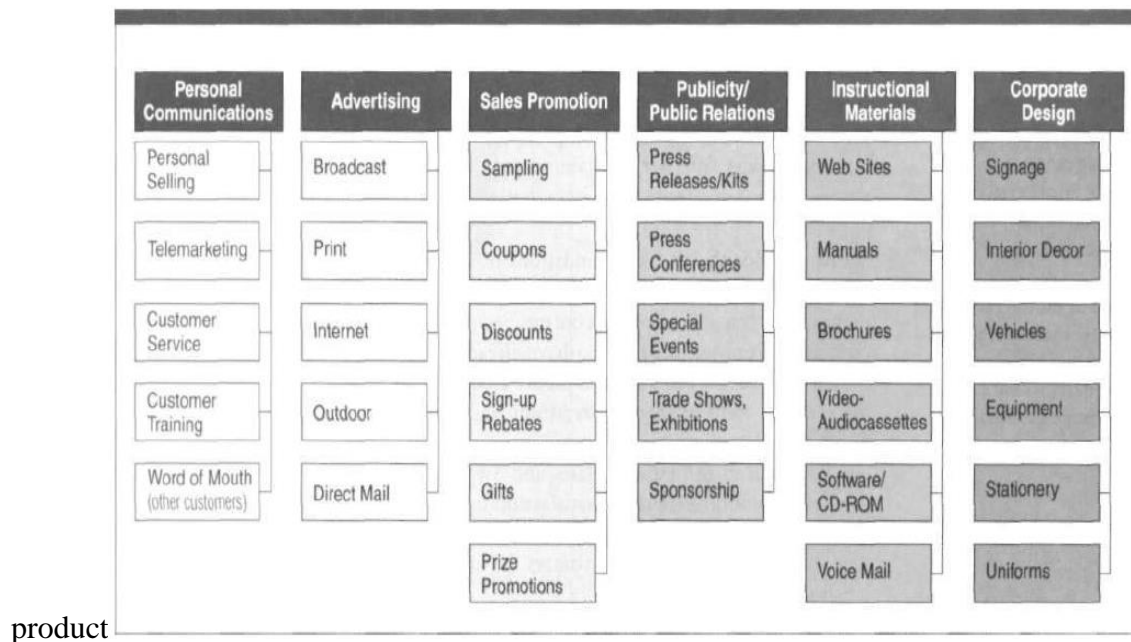 Personal
Communications
Personal
Selling
Telemarketing
Customer
Service
Customer
Training
Word of Mouth
(other customers)
Advertising
Broadcast
Print
Internet
Outdoor
Direct Mail
Sales Promotion
Sampling
Coupons
Discounts
Sign-up
Rebates
Gifts
Prize
Promotions
Publicity/
Public Relations
Press
Releases/Kits
Press
Conferences
Special
Events
Trade Shows,
Exhibitions
Sponsorship
Instructional
Materials
Web Sites
Manuals
Brochures
Video-
Audiocassettes
Software/
CD-ROM
Voice Mail
Corporate
Design
Signage
Interior Decor
Vehicles
Equipment
Stationery
Uniforms
product